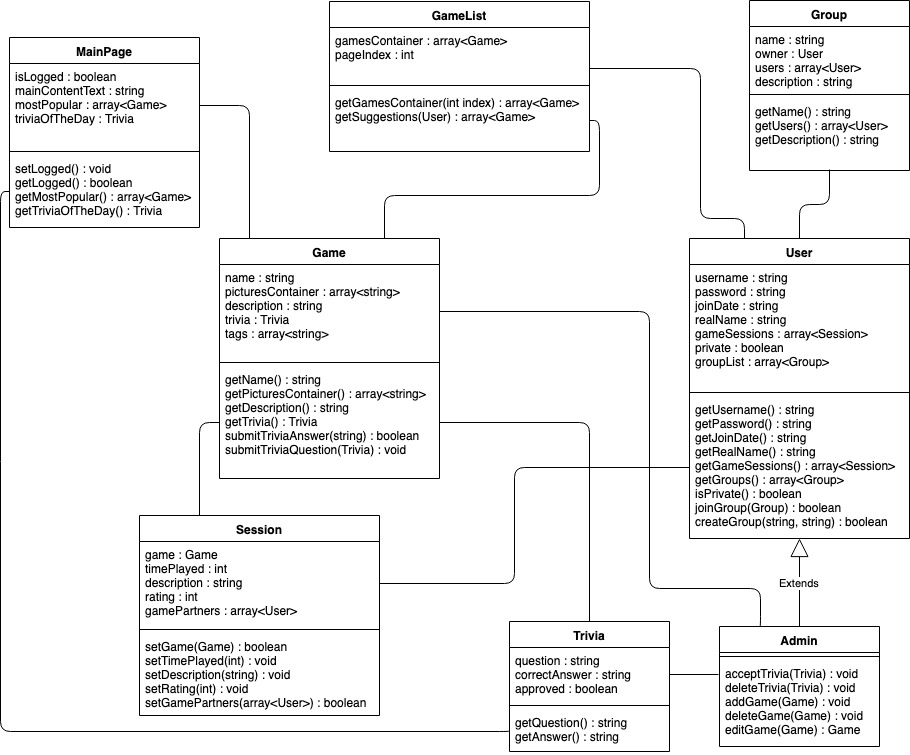 MainPage
isLogged : boolean
mainContentText : string
mostPopular : array<Game>
triviaOfTheDay : Trivia
setLogged() : void
getLogged() : boolean
getMostPopular() : array<Game>
getTriviaOfTheDay() : Trivia
GameList
gamesContainer : array<Game>
pageIndex : int
getGamesContainer(int index) : array<Game>
getSuggestions(User) : array<Game>
Group
name : string
owner : User
users : array<User>
description : string
getName() : string
getUsers() : array<User>
getDescription() : string
Game
name : string
picturesContainer : array<string>
description : string
trivia : Trivia
tags : array<string>
getName() : string
getPicturesContainer() : array<string>
getDescription() : string
getTrivia() : Trivia
submitTriviaAnswer(string) : boolean
submitTriviaQuestion(Trivia) : void
User
username : string
password : string
joinDate : string
realName : string
gameSessions : array<Session>
private : boolean
groupList : array<Group>
getUsername() : string
getPassword() : string
getJoinDate() : string
getRealName() : string
getGameSessions() : array<Session>
getGroups() : array<Group>
isPrivate() : boolean
joinGroup(Group) : boolean
createGroup(string, string) : boolean
Session
game : Game
timePlayed : int
description : string
rating : int
gamePartners : array<User>
setGame(Game) : boolean
setTimePlayed(int) : void
setDescription(string) : void
setRating(int) : void
setGamePartners(array<User>) : boolean
Extends
Trivia
question : string
correctAnswer : string
approved : boolean
getQuestion() : string
getAnswer() : string
Admin
acceptTrivia(Trivia) : void
deleteTrivia(Trivia) : void
addGame(Game) : void
deleteGame(Game) : void
editGame(Game) : Game